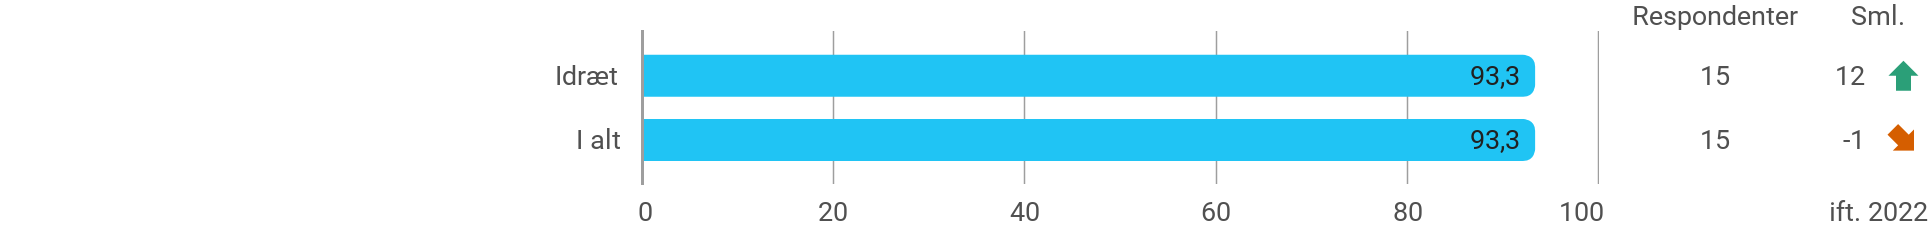 Respondenter Sml.
Idræt 93,3 15 12
I alt 93,3 15 -1
0 20 40 60 80 100 ift. 2022